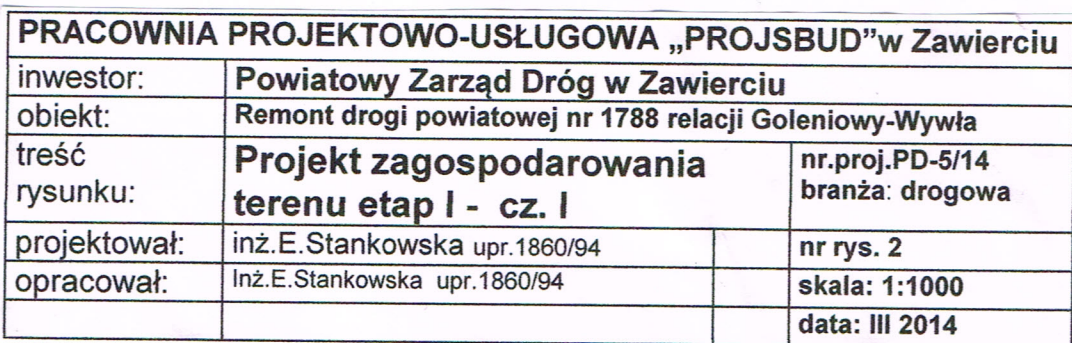 PRACOWNIA PROJEKTOWO-USŁUGOWA „PROJSBUD”w Zawierciu
inwestor: Powiatowy Zarząd Dróg w Zawierciu
obiekt: Remont drogi powiatowej nr 1788 relacji Goleniowy-Wywła
treść
rysunku:
Projekt zagospodarowania
terenu etap I - cz. I
nr.proj.PD-5/14
branża: drogowa
projektował: inż.E.Stankowska upr.1860/94
nr rys. 2
opracował: Inż.E.Stankowska upr.1860/94
skala: 1:1000
data: III 2014